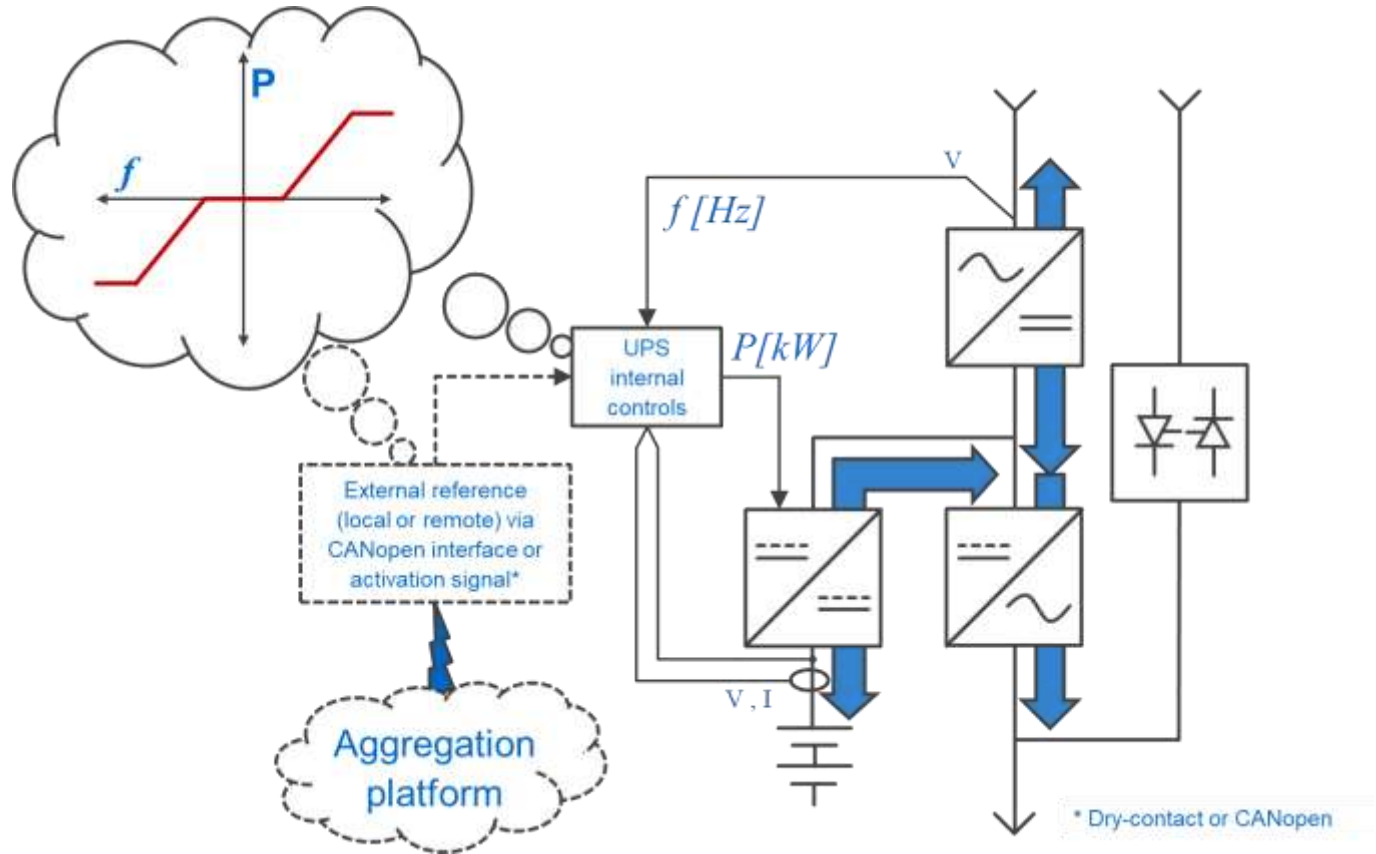 P
f
V
f [Hz]
UPS
internal
controls
P[kW]
External reference
(local or remote) via
CANopen interface or
activation signal*
V , I
Aggregation
platform
* Dry-contact or CANopen